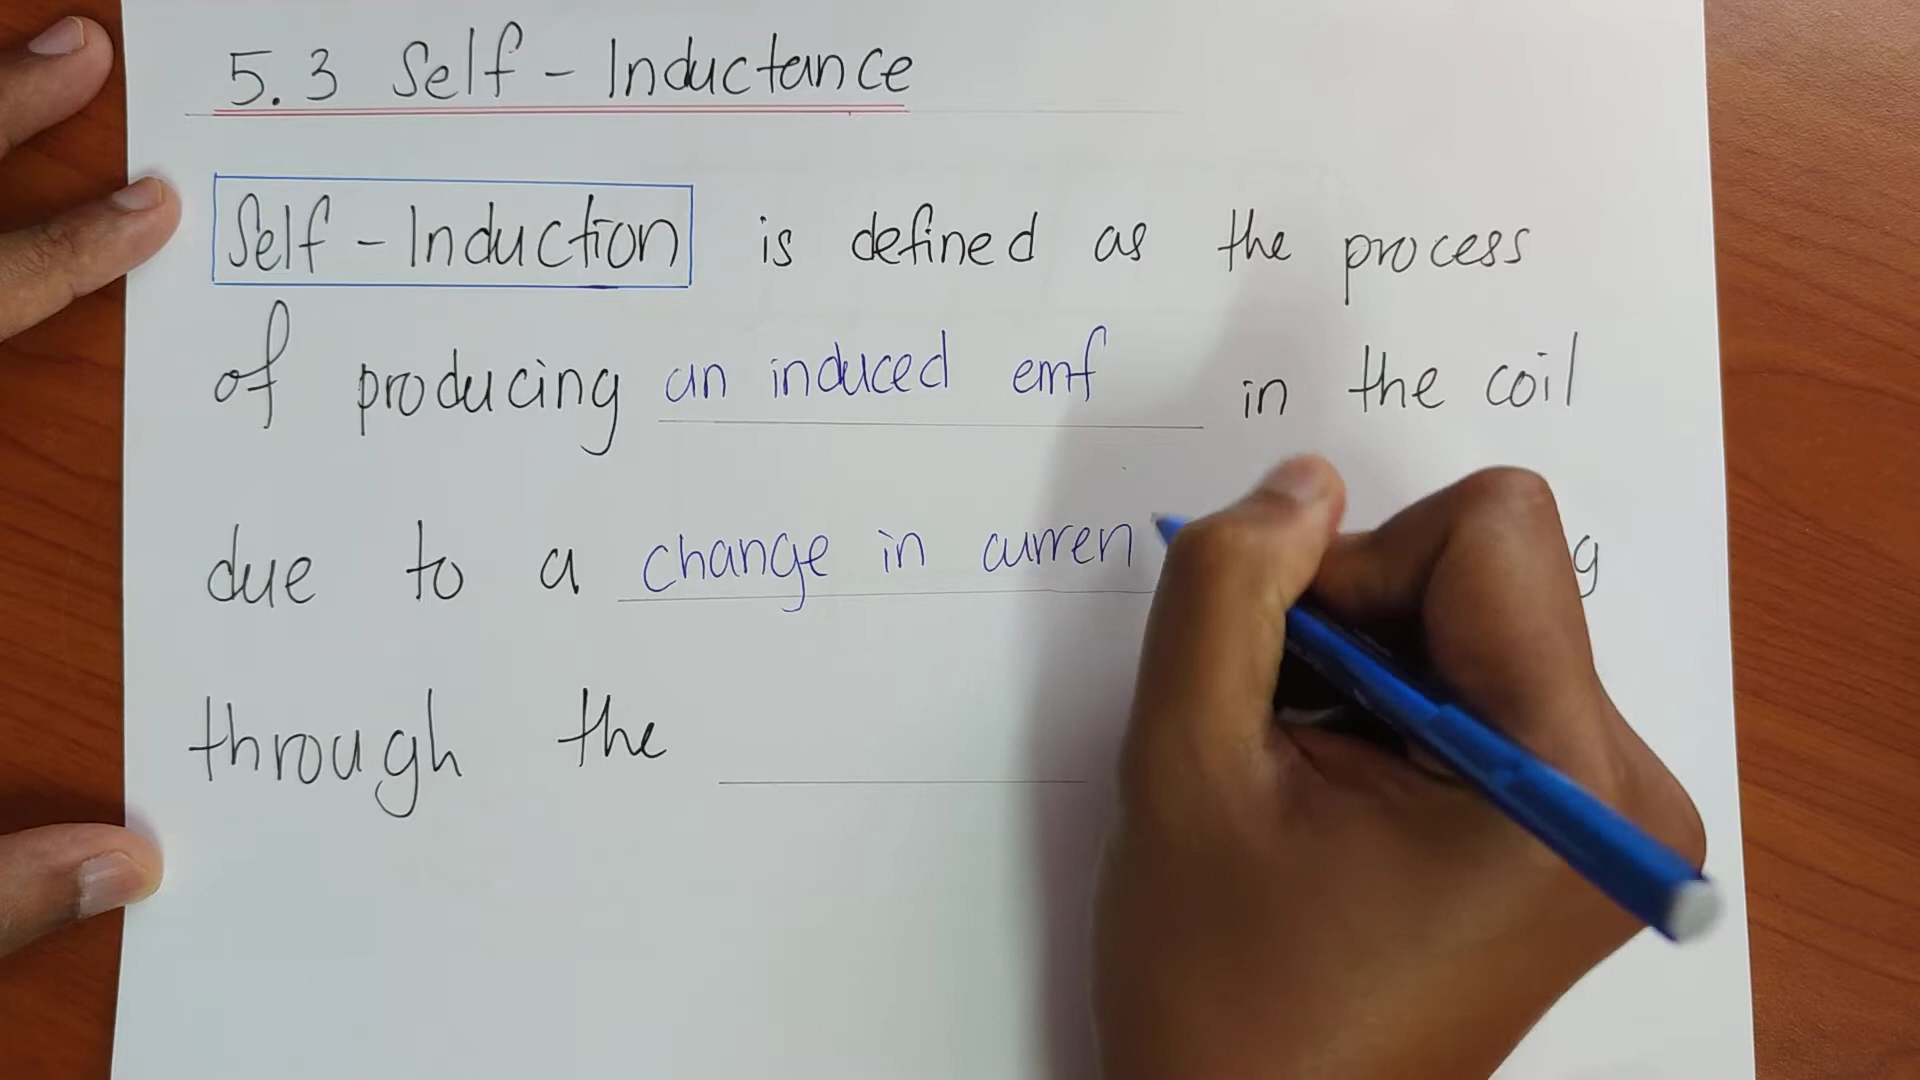 5.3 Self-Inductance
Self-Induction is defined as the process
of producing an induced emf in the coil
due to a change in curren
through the